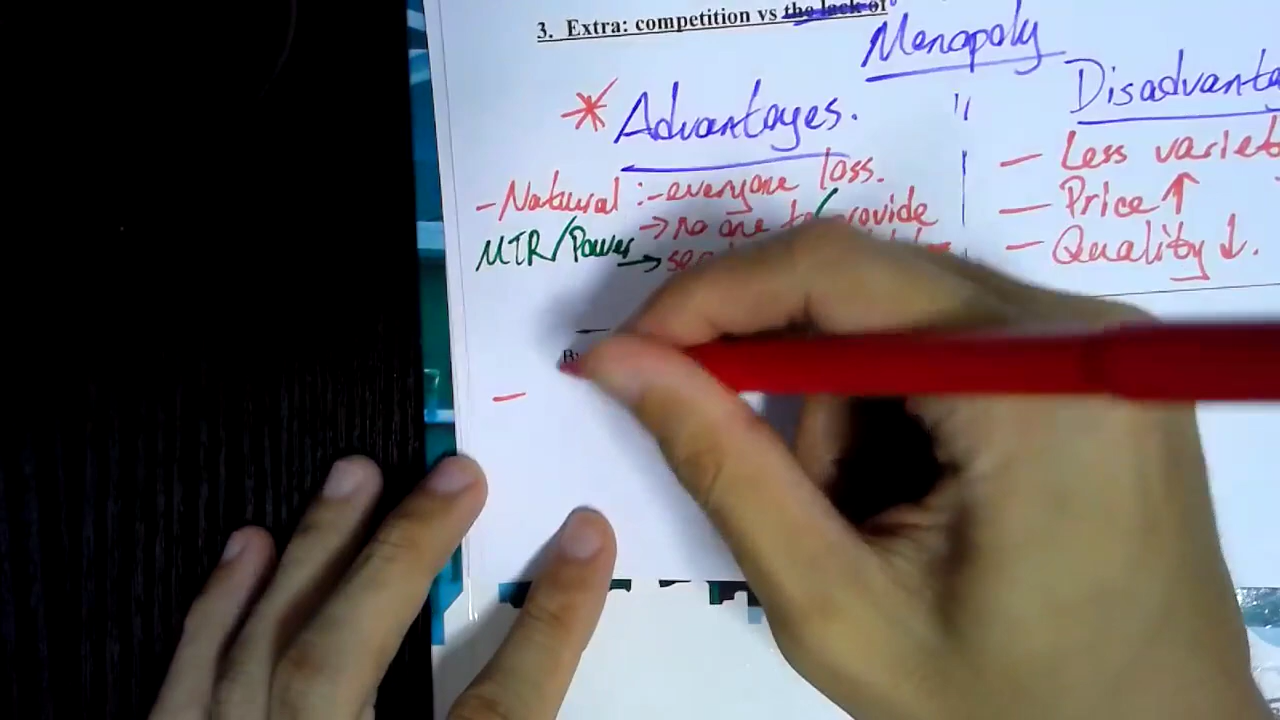 3. Extra: competition vs the lack of
Monopoly
* Advantages.
- Natural :- everyone loss.
→ no one to provide
MTR/Power →
"
Disadvanta
- Less variet
- Price ↑
- Quality ↓.
-